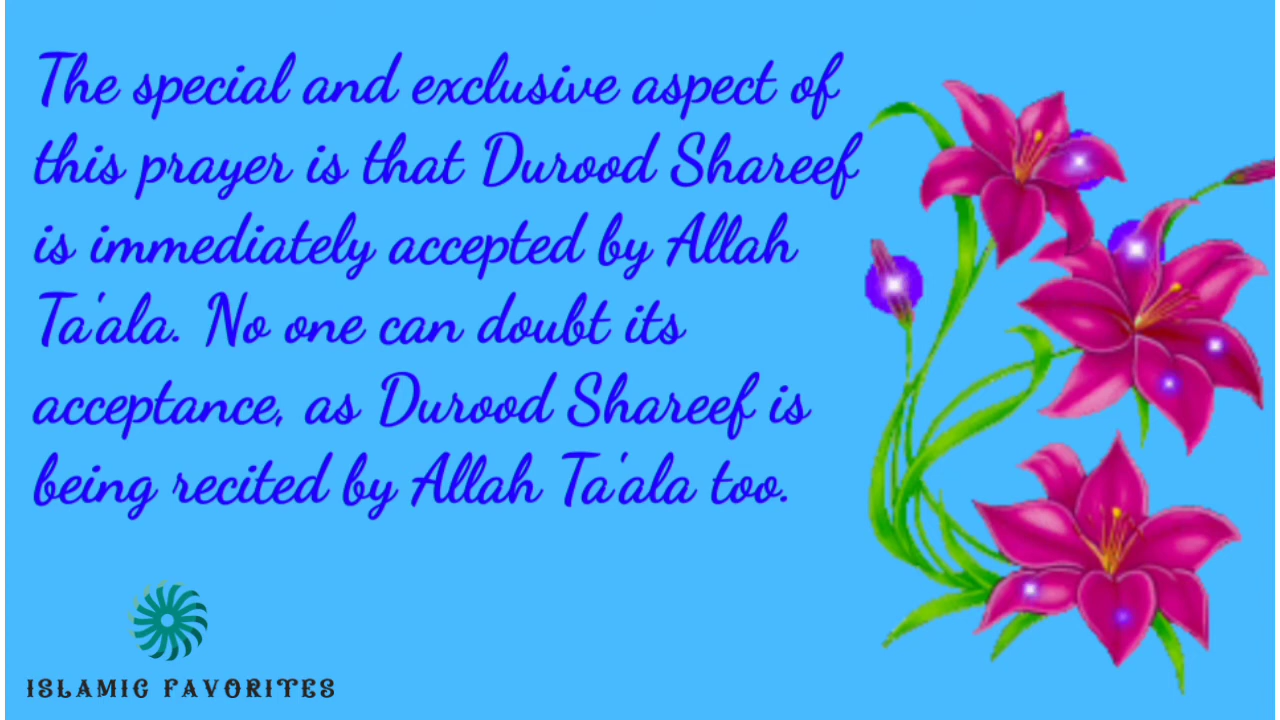 The special and exclusive aspect of
this prayer is that Durood Shareef
is immediately accepted by Allah
Ta'ala. No one can doubt its
acceptance, as Durood Shareef is
being recited by Allah Ta'ala too.
ISLAMIC FAVORITES